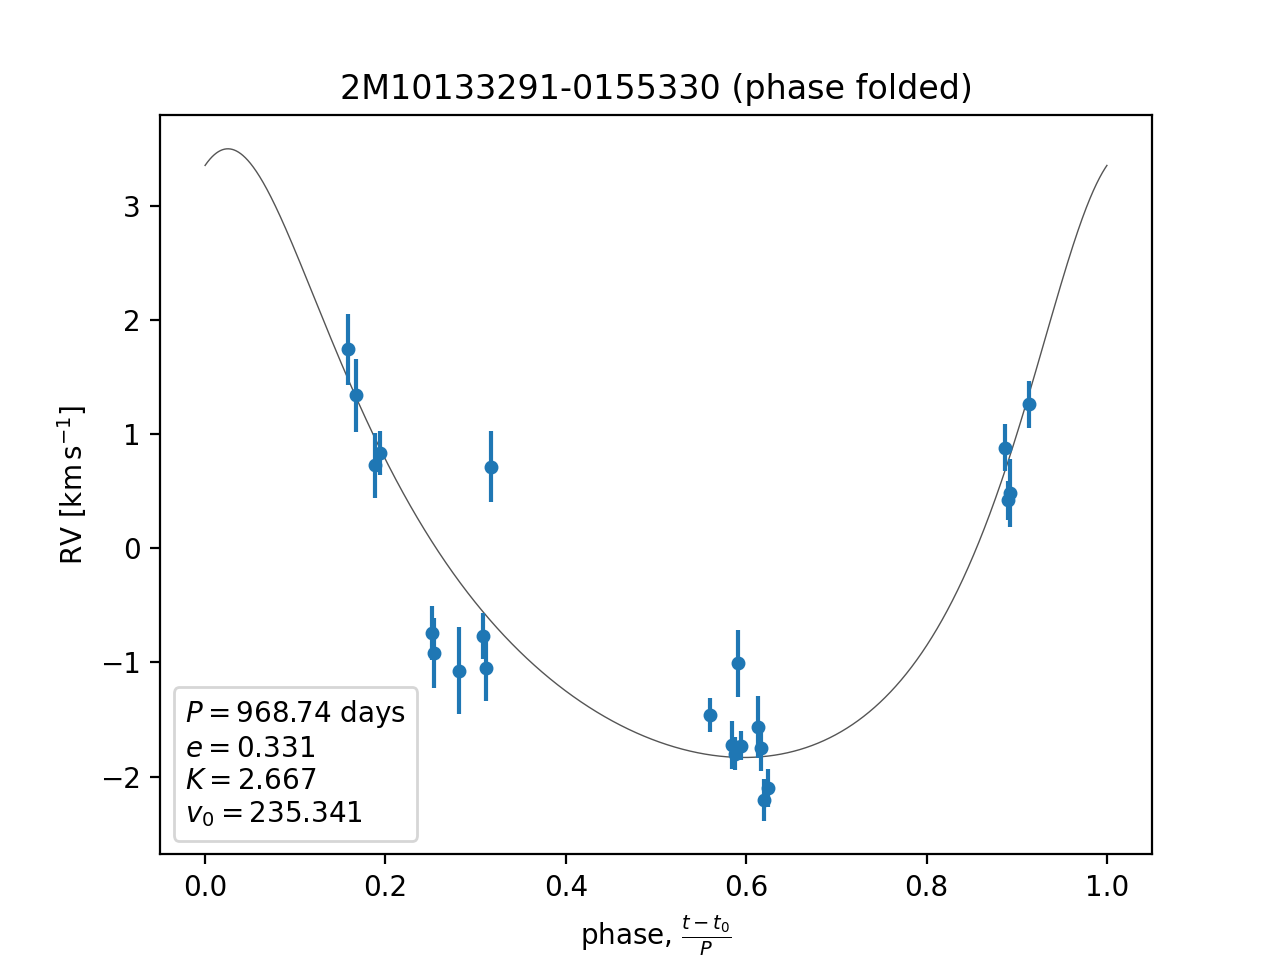 2M10133291-0155330 (phase folded)
RV [km s⁻¹]
3
2
1
0
−1
−2
P = 968.74 days
e = 0.331
K = 2.667
v₀ = 235.341
0.0 0.2 0.4 0.6 0.8 1.0
phase, (t − t₀)/P